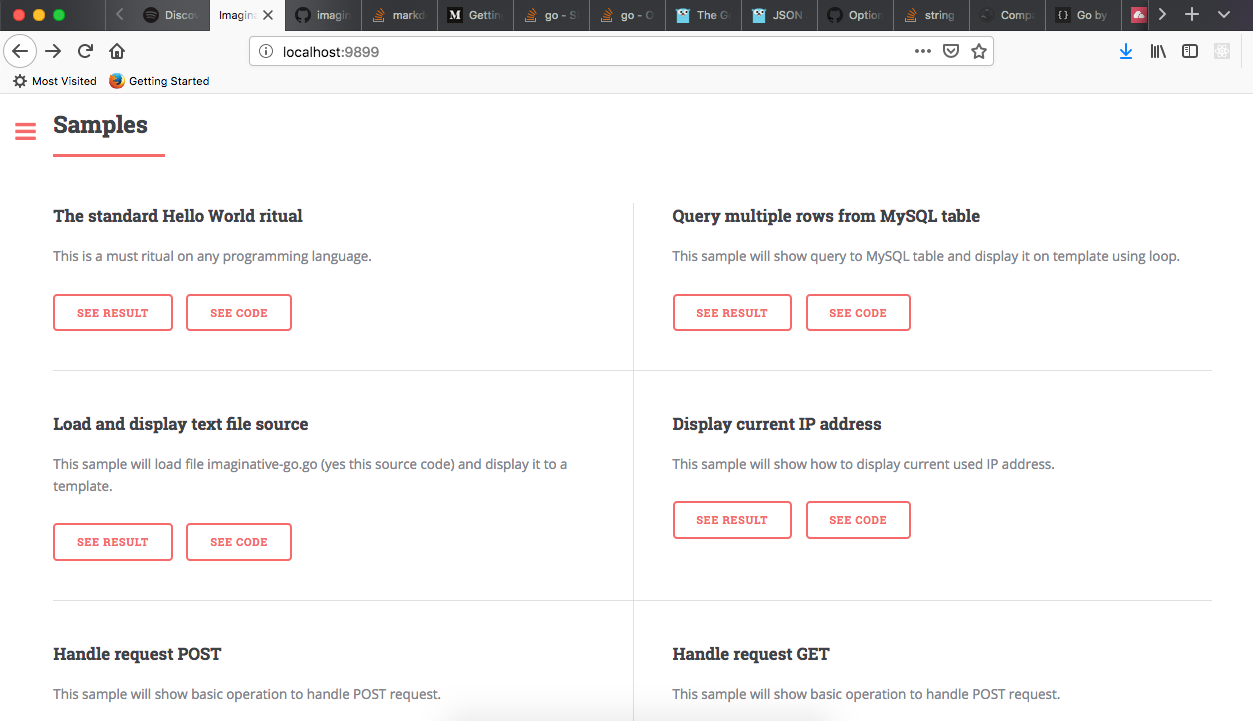 Discov
Imagina
imagin
markd
Gettin
go - S
go - O
The G
JSON
Option
string
Comp
Go by
localhost:9899
Most Visited
Getting Started
Samples
The standard Hello World ritual
This is a must ritual on any programming language.
SEE RESULT
SEE CODE
Query multiple rows from MySQL table
This sample will show query to MySQL table and display it on template using loop.
SEE RESULT
SEE CODE
Load and display text file source
This sample will load file imaginative-go.go (yes this source code) and display it to a
template.
SEE RESULT
SEE CODE
Display current IP address
This sample will show how to display current used IP address.
SEE RESULT
SEE CODE
Handle request POST
This sample will show basic operation to handle POST request.
Handle request GET
This sample will show basic operation to handle POST request.